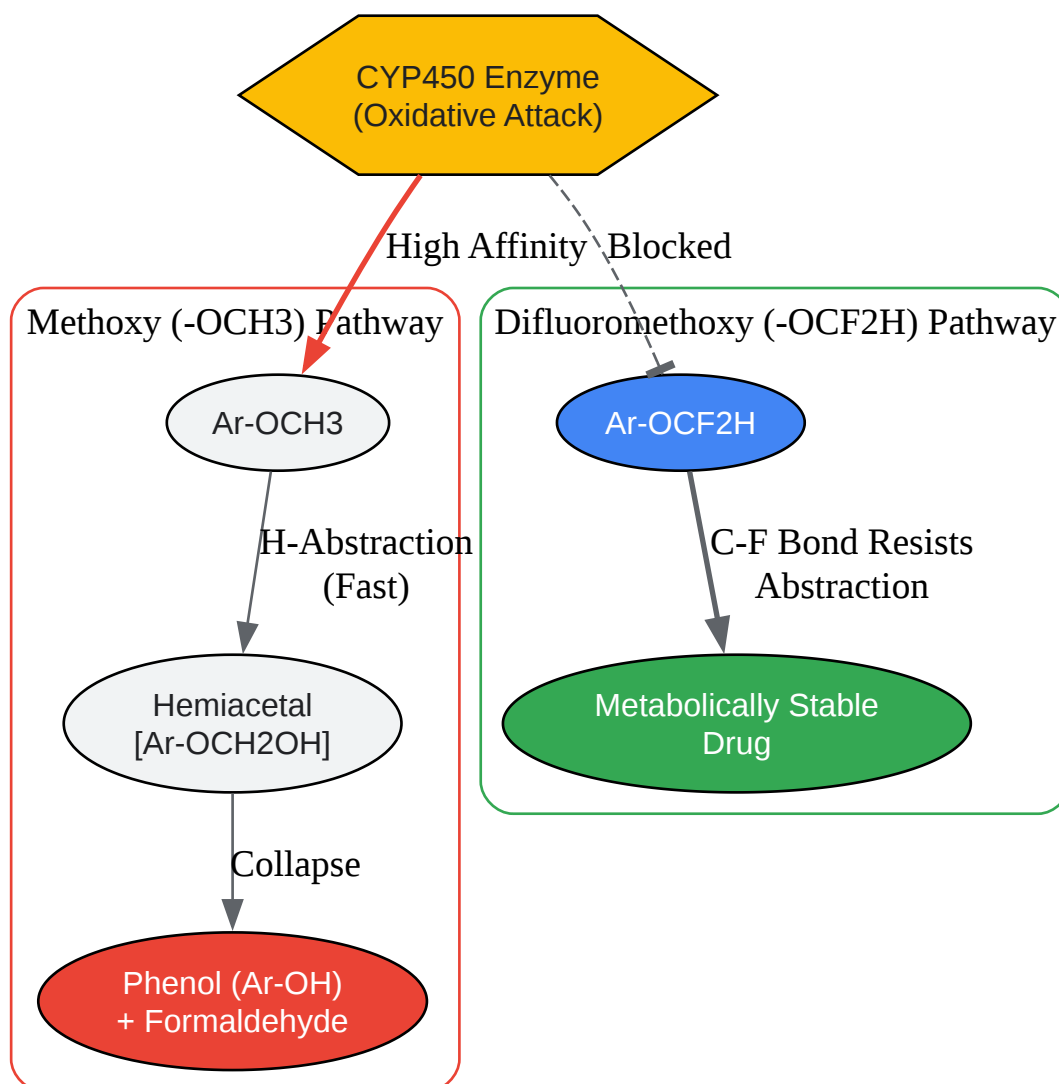 CYP450 Enzyme
(Oxidative Attack)
High Affinity
Blocked
Methoxy (-OCH3) Pathway
Difluoromethoxy (-OCF2H) Pathway
Ar-OCH3
Ar-OCF2H
H-Abstraction
(Fast)
C-F Bond Resists
Abstraction
Hemiacetal
[Ar-OCH2OH]
Metabolically Stable
Drug
Collapse
Phenol (Ar-OH)
+ Formaldehyde